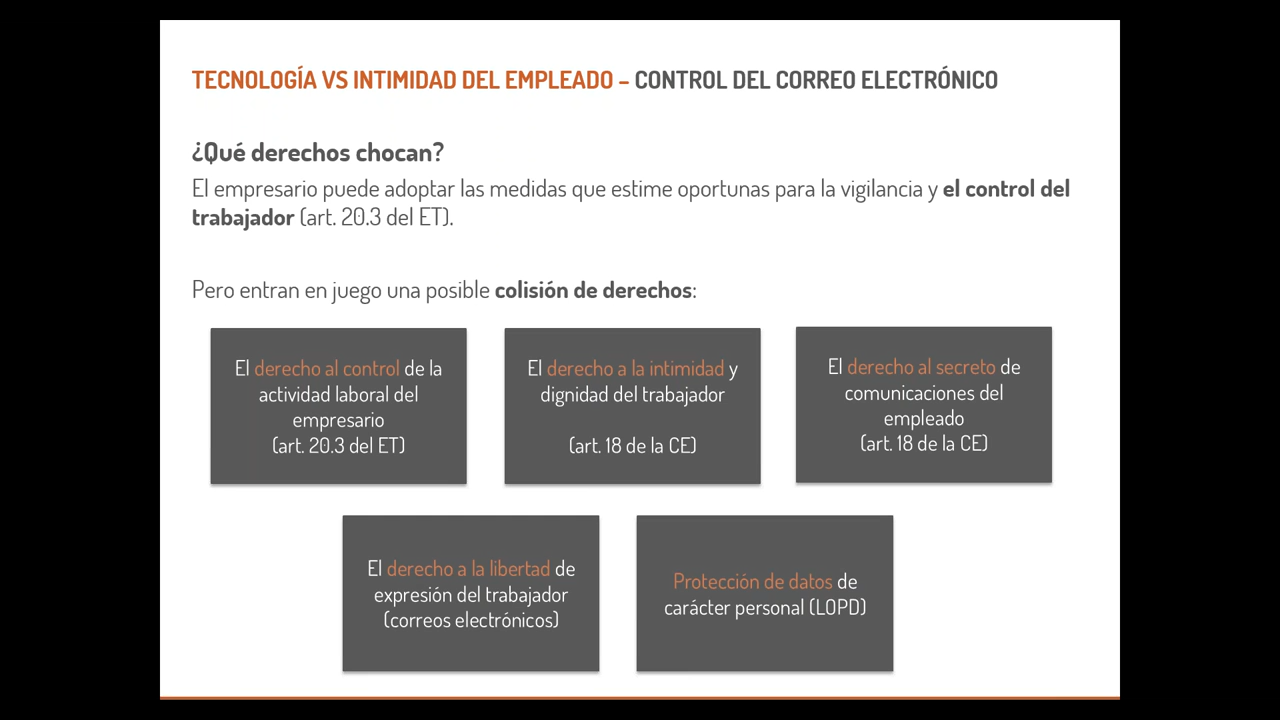 TECNOLOGÍA VS INTIMIDAD DEL EMPLEADO – CONTROL DEL CORREO ELECTRÓNICO
¿Qué derechos chocan?
El empresario puede adoptar las medidas que estime oportunas para la vigilancia y el control del
trabajador (art. 20.3 del ET).
Pero entran en juego una posible colisión de derechos:
El derecho al control de la
actividad laboral del
empresario
(art. 20.3 del ET)
El derecho a la intimidad y
dignidad del trabajador
(art. 18 de la CE)
El derecho al secreto de
comunicaciones del
empleado
(art. 18 de la CE)
El derecho a la libertad de
expresión del trabajador
(correos electrónicos)
Protección de datos de
carácter personal (LOPD)